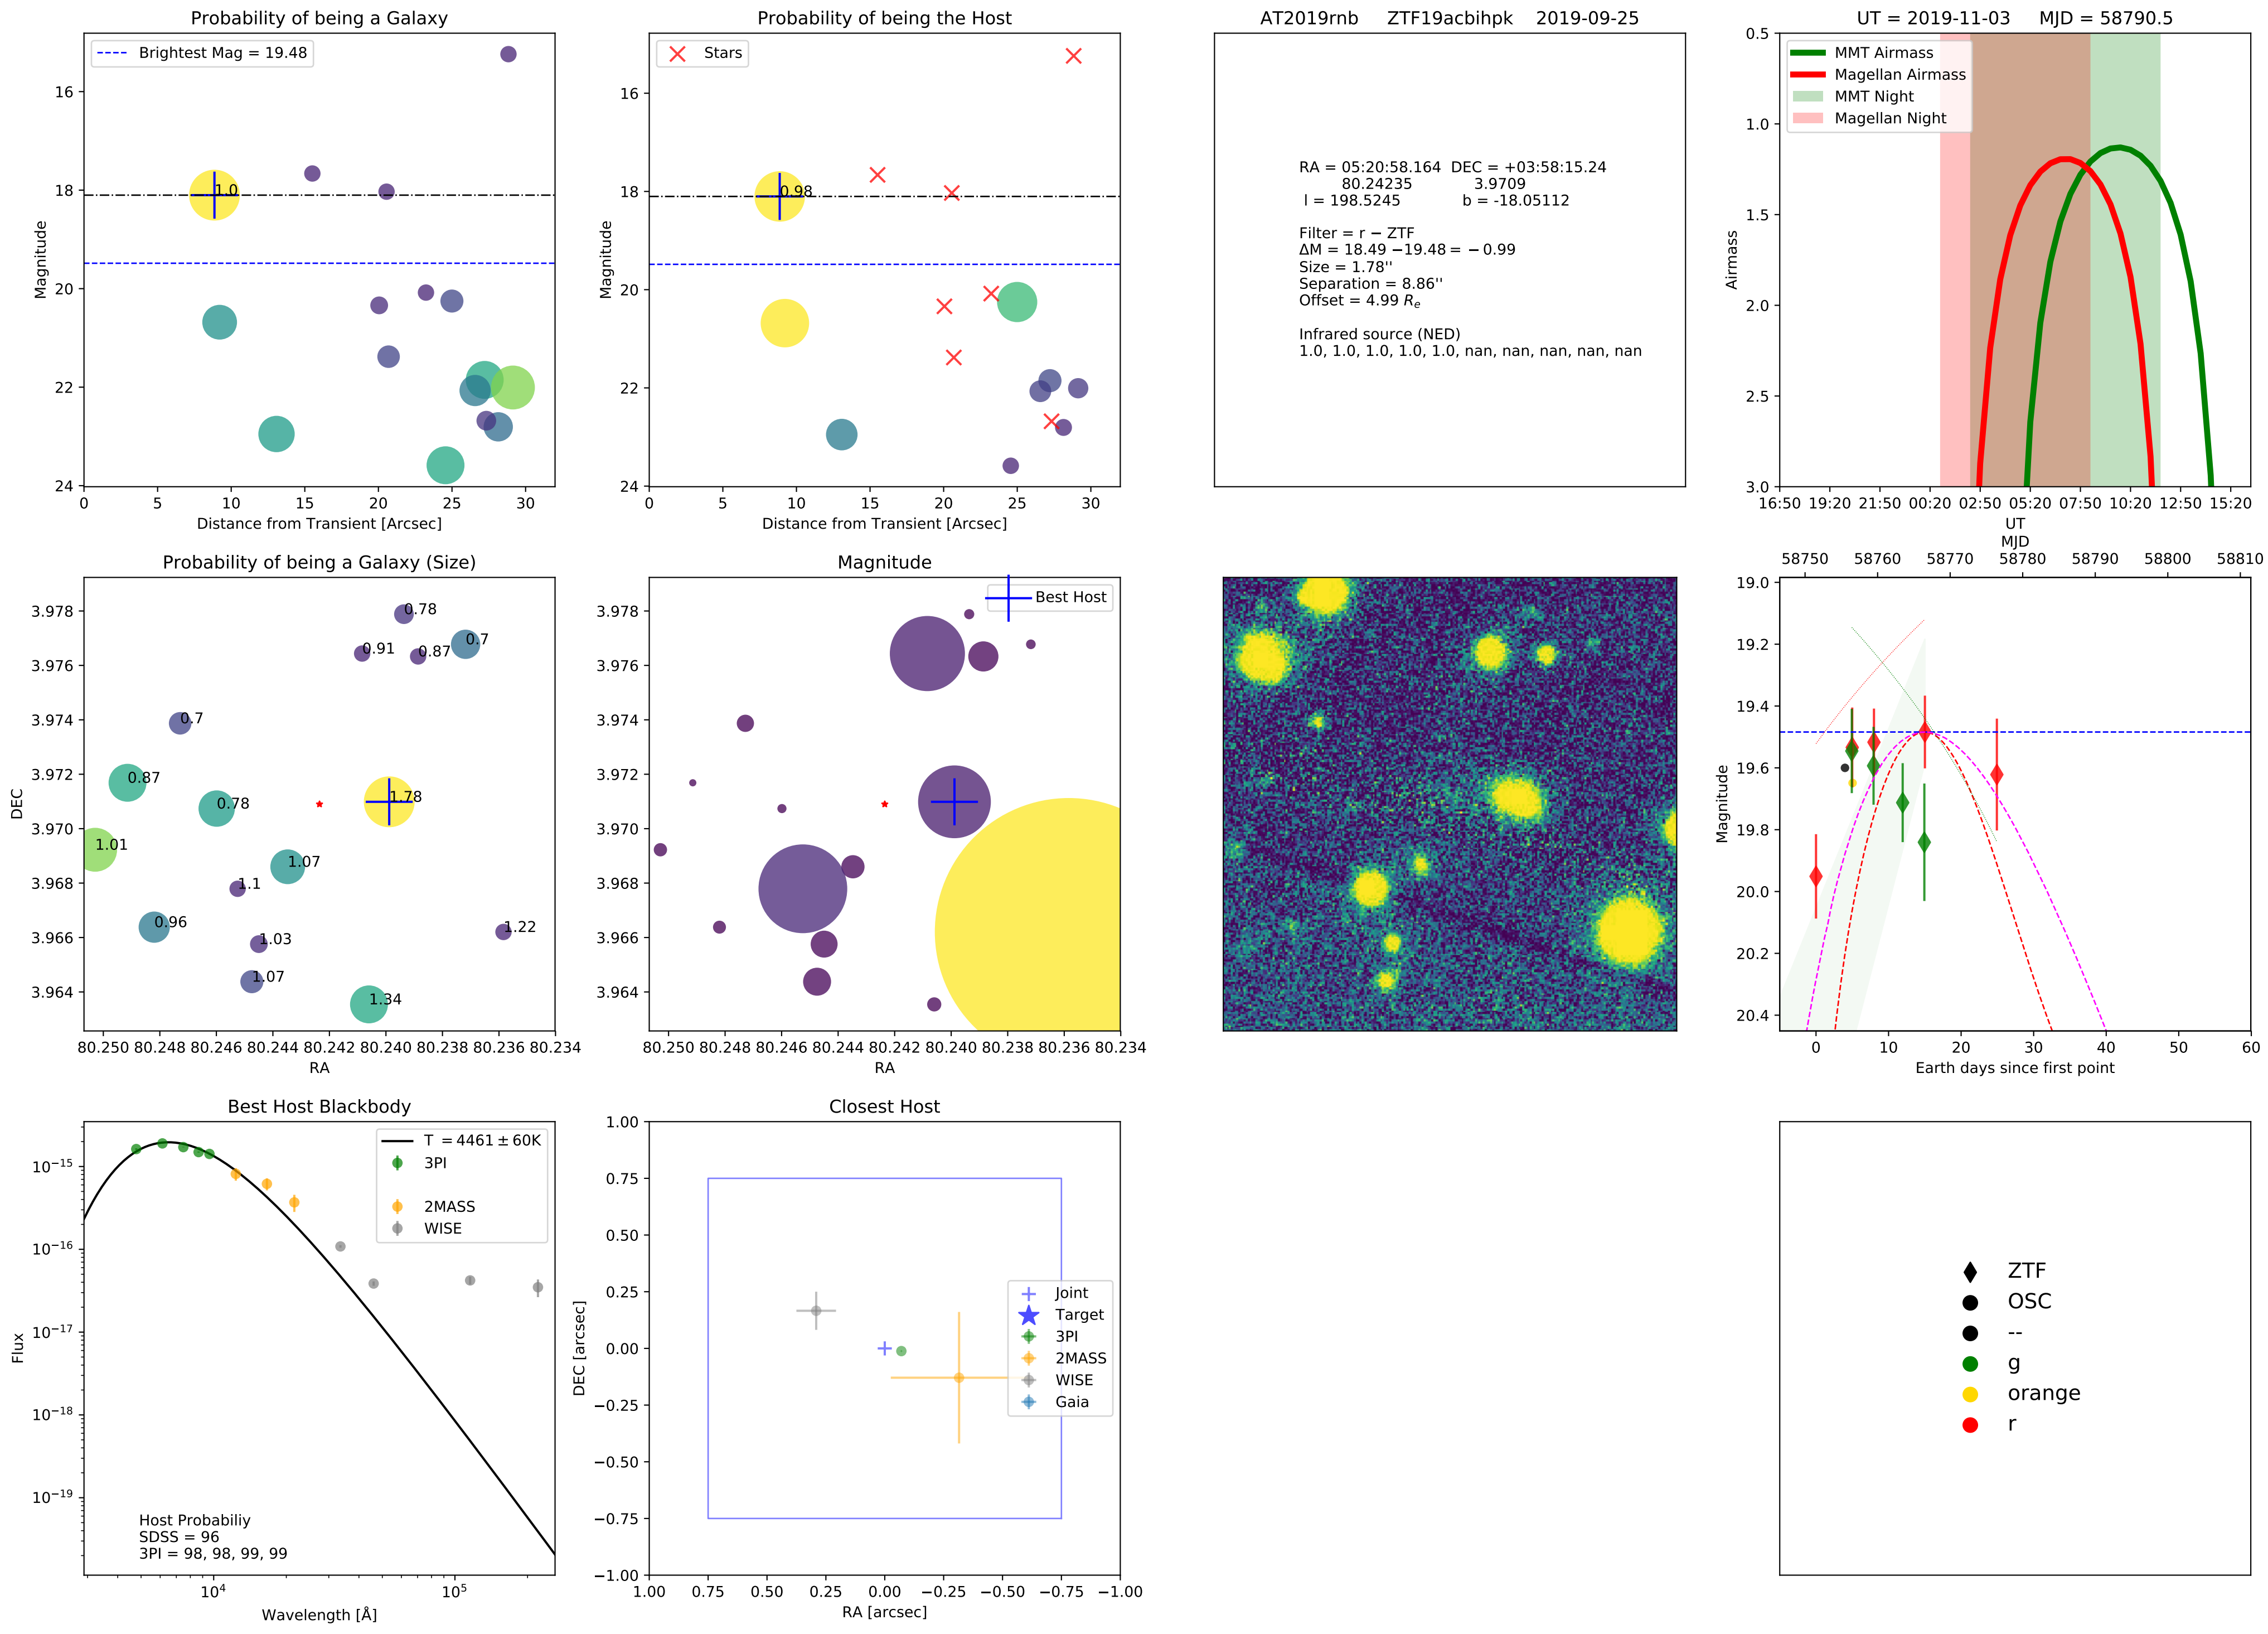 Probability of being a Galaxy
Brightest Mag = 19.48
1.0
16
18
20
22
24
0 5 10 15 20 25 30
Magnitude
Distance from Transient [Arcsec]
Probability of being the Host
Stars
0.98
16
18
20
22
24
0 5 10 15 20 25 30
Magnitude
Distance from Transient [Arcsec]
AT2019rnb ZTF19acbihpk 2019-09-25
RA = 05:20:58.164 DEC = +03:58:15.24
80.24235 3.9709
l = 198.5245 b = -18.05112
Filter = r − ZTF
ΔM = 18.49 −19.48 = − 0.99
Size = 1.78''
Separation = 8.86''
Offset = 4.99 Re
Infrared source (NED)
1.0, 1.0, 1.0, 1.0, 1.0, nan, nan, nan, nan, nan
UT = 2019-11-03 MJD = 58790.5
MMT Airmass
Magellan Airmass
MMT Night
Magellan Night
0.5
1.0
1.5
2.0
2.5
3.0
Airmass
16:50 19:20 21:50 00:20 02:50 05:20 07:50 10:20 12:50 15:20
UT
Probability of being a Galaxy (Size)
0.78
0.91
0.87
0.7
0.7
0.87
0.78
1.78
1.01
1.07
1.1
0.96
1.03
1.22
1.07
1.34
3.978
3.976
3.974
3.972
3.970
3.968
3.966
3.964
DEC
80.250 80.248 80.246 80.244 80.242 80.240 80.238 80.236 80.234
RA
Magnitude
Best Host
3.978
3.976
3.974
3.972
3.970
3.968
3.966
3.964
80.250 80.248 80.246 80.244 80.242 80.240 80.238 80.236 80.234
RA
MJD
58750 58760 58770 58780 58790 58800 58810
19.0
19.2
19.4
19.6
19.8
20.0
20.2
20.4
Magnitude
0 10 20 30 40 50 60
Earth days since first point
Best Host Blackbody
T = 4461 ± 60K
3PI
2MASS
WISE
10−15
10−16
10−17
10−18
10−19
Flux
Host Probabiliy
SDSS = 96
3PI = 98, 98, 99, 99
104 105
Wavelength [Å]
Closest Host
Joint
Target
3PI
2MASS
WISE
Gaia
1.00
0.75
0.50
0.25
0.00
−0.25
−0.50
−0.75
−1.00
DEC [arcsec]
1.00 0.75 0.50 0.25 0.00 −0.25 −0.50 −0.75 −1.00
RA [arcsec]
ZTF
OSC
--
g
orange
r